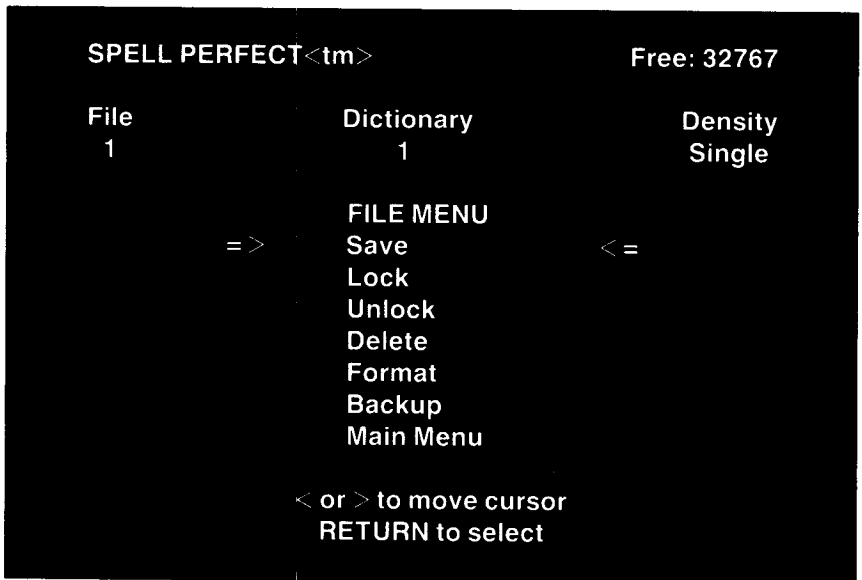 SPELL PERFECT<tm> Free: 32767
File Dictionary Density
1 1 Single
FILE MENU
=> Save <=
Lock
Unlock
Delete
Format
Backup
Main Menu
< or > to move cursor
RETURN to select